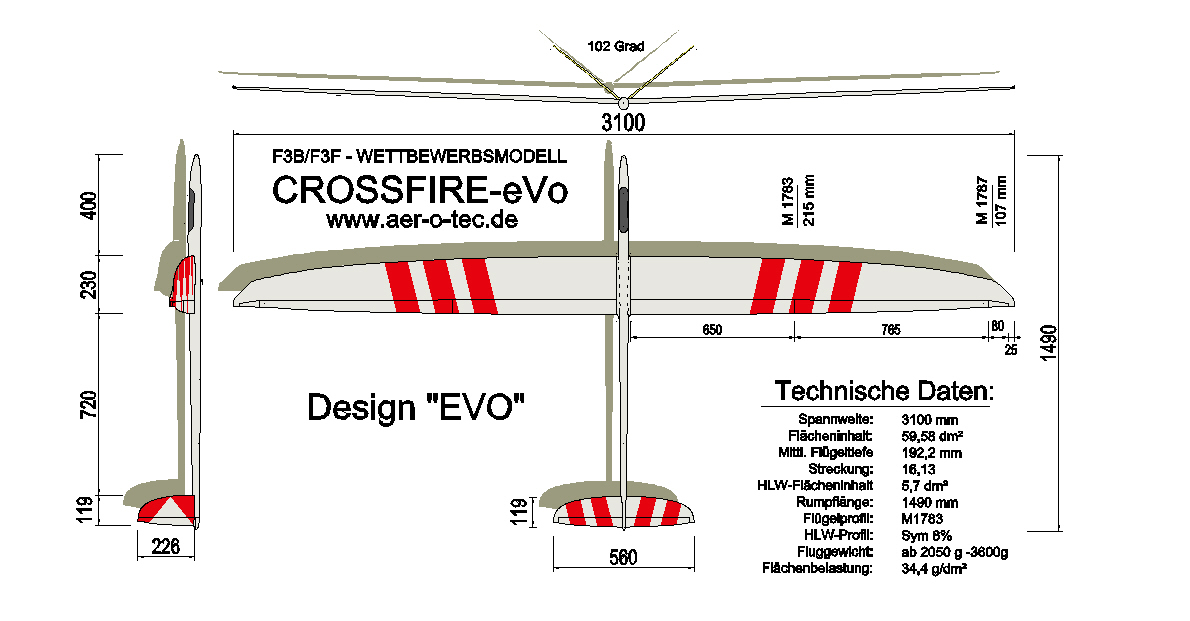 102 Grad
3100
F3B/F3F - WETTBEWERBSMODELL
CROSSFIRE-eVo
www.aer-o-tec.de
M 1783
215 mm
M 1787
107 mm
400
230
720
119
226
650
765
80
25
1490
Design "EVO"
119
560
Technische Daten:
Spannweite: 3100 mm
Flächeninhalt: 59,58 dm²
Mittl. Flügeltiefe 192,2 mm
Streckung: 16,13
HLW-Flächeninhalt 5,7 dm²
Rumpflänge: 1490 mm
Flügelprofil: M1783
HLW-Profil: Sym 8%
Fluggewicht: ab 2050 g -3600g
Flächenbelastung: 34,4 g/dm²